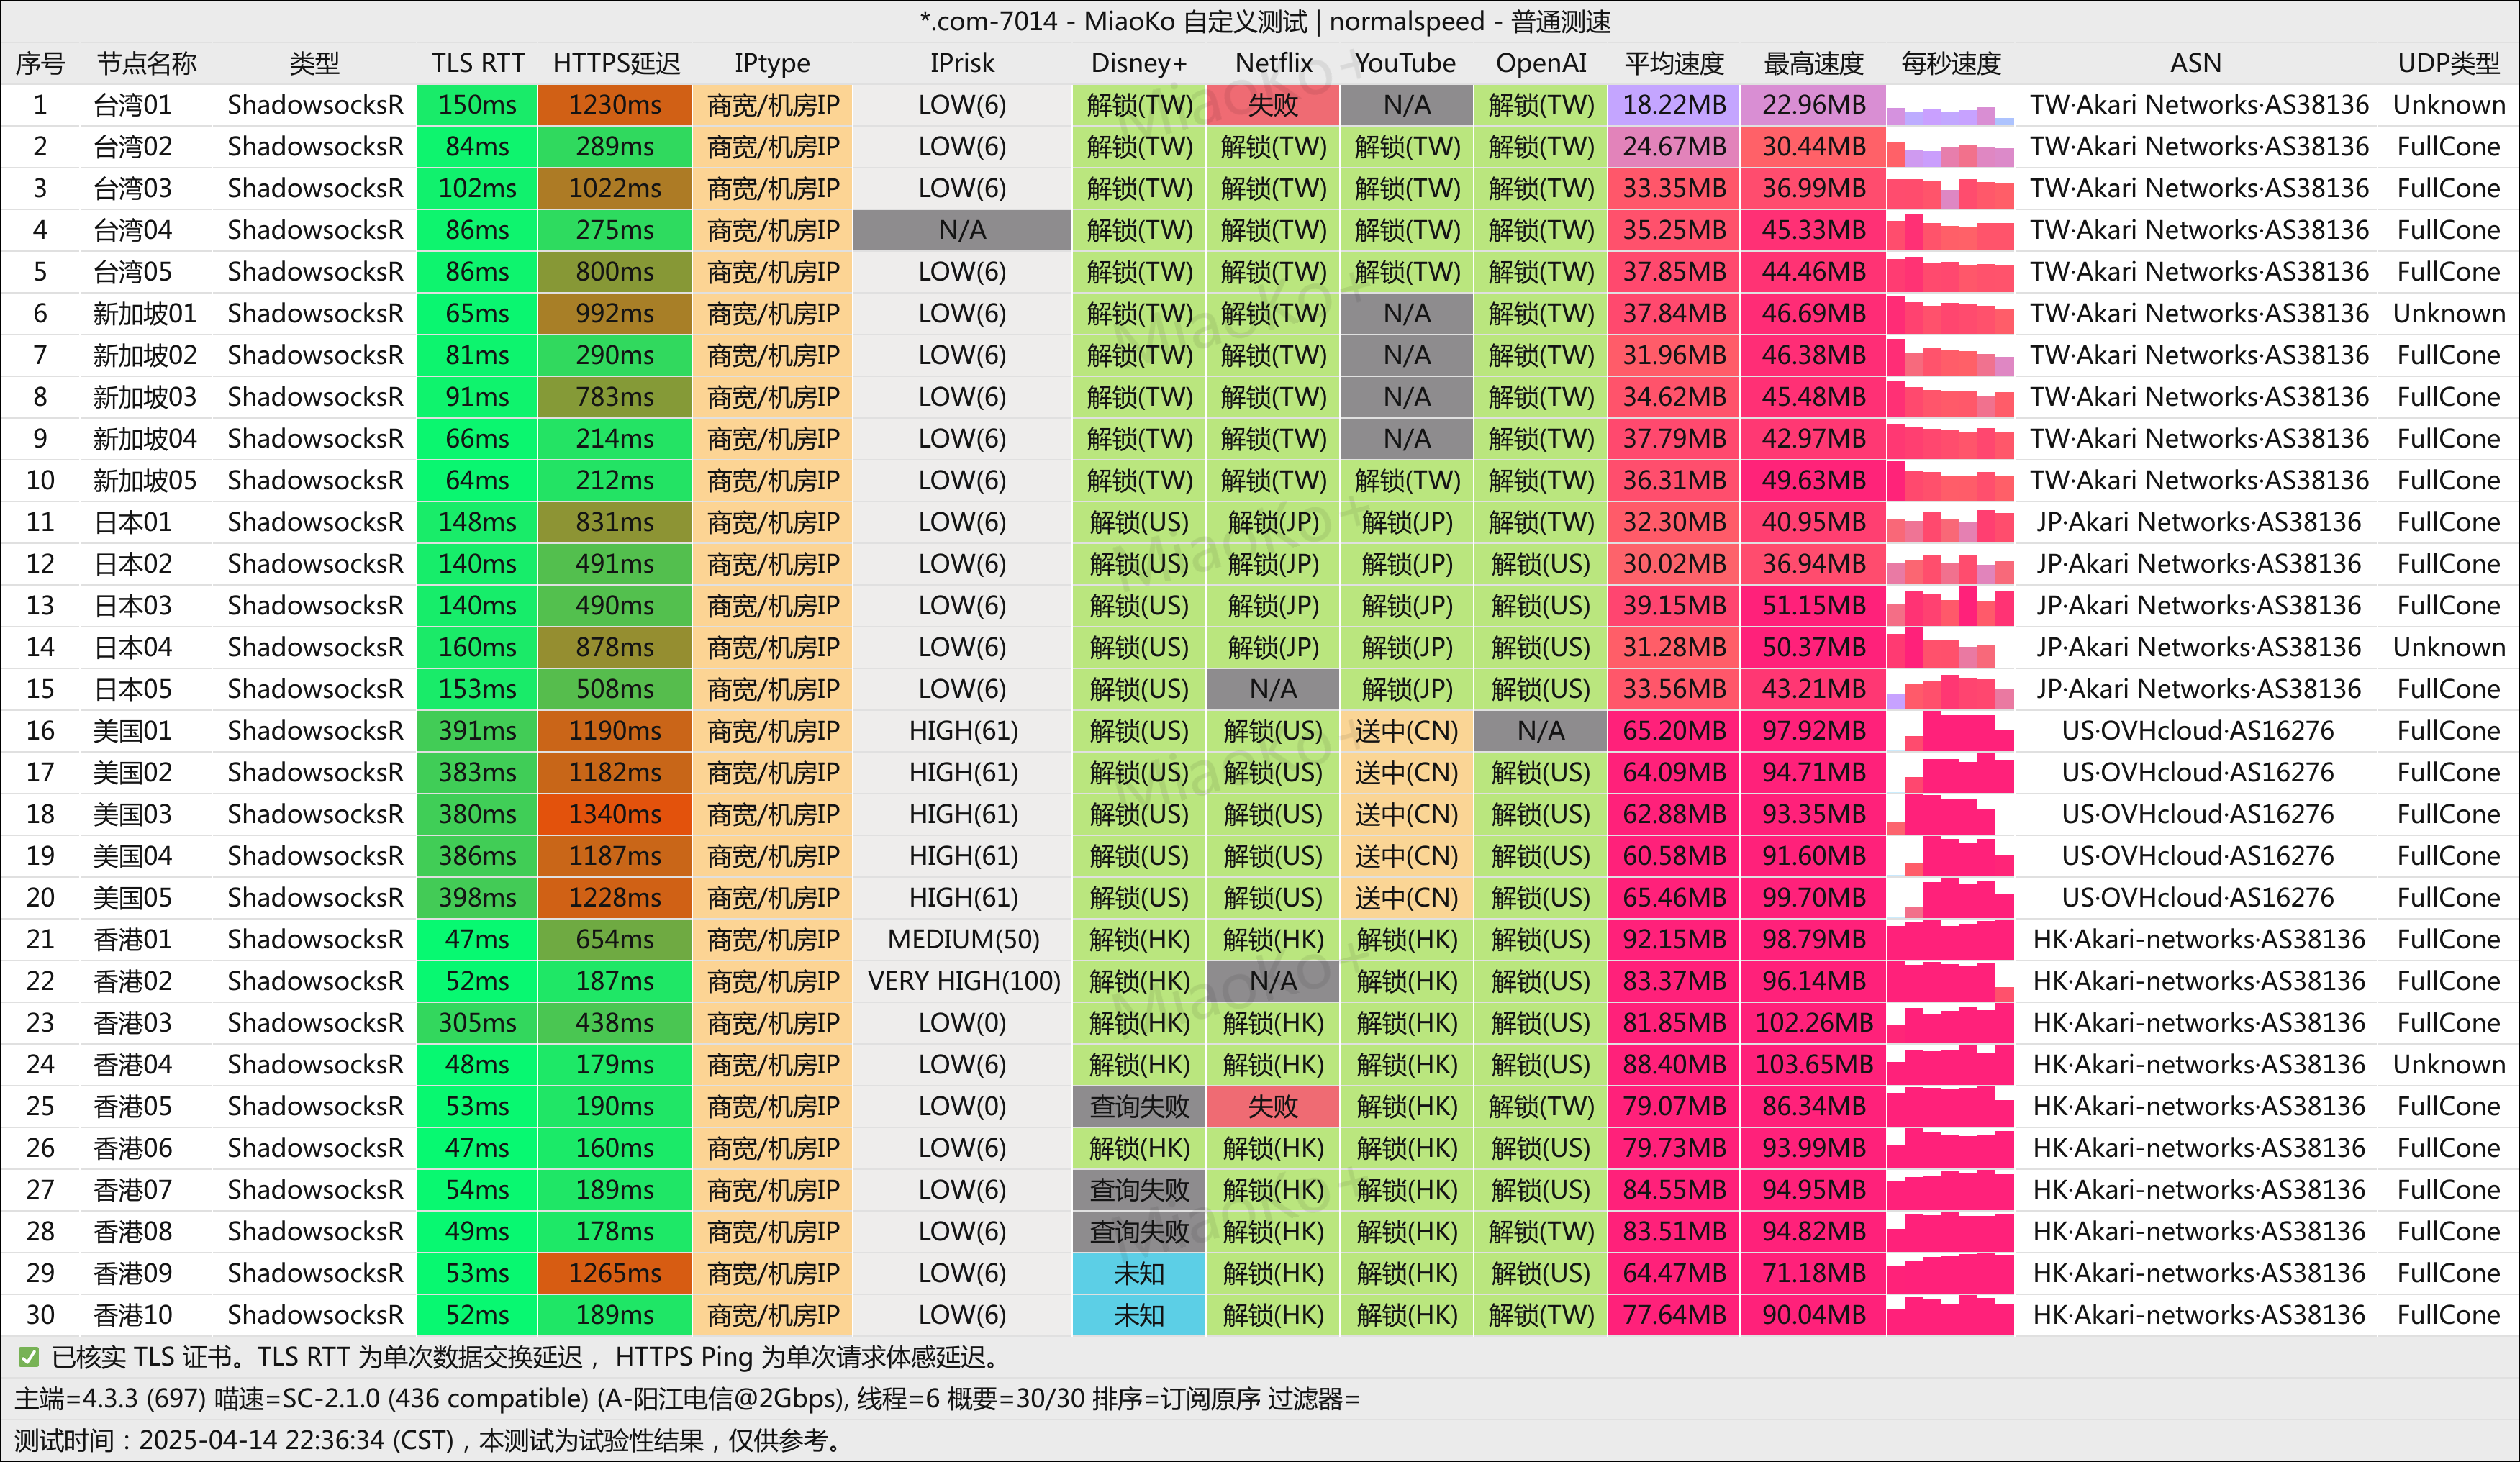 *.com-7014 - MiaoKo 自定义测试 | normalspeed - 普通测速
序号 节点名称 类型 TLS RTT HTTPS延迟 IPtype IPrisk Disney+ Netflix YouTube OpenAI 平均速度 最高速度 每秒速度 ASN UDP类型
1 台湾01 ShadowsocksR 150ms 1230ms 商宽/机房IP LOW(6) 解锁(TW) 失败 N/A 解锁(TW) 18.22MB 22.96MB TW·Akari Networks·AS38136 Unknown
2 台湾02 ShadowsocksR 84ms 289ms 商宽/机房IP LOW(6) 解锁(TW) 解锁(TW) 解锁(TW) 解锁(TW) 24.67MB 30.44MB TW·Akari Networks·AS38136 FullCone
3 台湾03 ShadowsocksR 102ms 1022ms 商宽/机房IP LOW(6) 解锁(TW) 解锁(TW) 解锁(TW) 解锁(TW) 33.35MB 36.99MB TW·Akari Networks·AS38136 FullCone
4 台湾04 ShadowsocksR 86ms 275ms 商宽/机房IP N/A 解锁(TW) 解锁(TW) 解锁(TW) 解锁(TW) 35.25MB 45.33MB TW·Akari Networks·AS38136 FullCone
5 台湾05 ShadowsocksR 86ms 800ms 商宽/机房IP LOW(6) 解锁(TW) 解锁(TW) 解锁(TW) 解锁(TW) 37.85MB 44.46MB TW·Akari Networks·AS38136 FullCone
6 新加坡01 ShadowsocksR 65ms 992ms 商宽/机房IP LOW(6) 解锁(TW) 解锁(TW) N/A 解锁(TW) 37.84MB 46.69MB TW·Akari Networks·AS38136 Unknown
7 新加坡02 ShadowsocksR 81ms 290ms 商宽/机房IP LOW(6) 解锁(TW) 解锁(TW) N/A 解锁(TW) 31.96MB 46.38MB TW·Akari Networks·AS38136 FullCone
8 新加坡03 ShadowsocksR 91ms 783ms 商宽/机房IP LOW(6) 解锁(TW) 解锁(TW) N/A 解锁(TW) 34.62MB 45.48MB TW·Akari Networks·AS38136 FullCone
9 新加坡04 ShadowsocksR 66ms 214ms 商宽/机房IP LOW(6) 解锁(TW) 解锁(TW) N/A 解锁(TW) 37.79MB 42.97MB TW·Akari Networks·AS38136 FullCone
10 新加坡05 ShadowsocksR 64ms 212ms 商宽/机房IP LOW(6) 解锁(TW) 解锁(TW) 解锁(TW) 解锁(TW) 36.31MB 49.63MB TW·Akari Networks·AS38136 FullCone
11 日本01 ShadowsocksR 148ms 831ms 商宽/机房IP LOW(6) 解锁(US) 解锁(JP) 解锁(JP) 解锁(TW) 32.30MB 40.95MB JP·Akari Networks·AS38136 FullCone
12 日本02 ShadowsocksR 140ms 491ms 商宽/机房IP LOW(6) 解锁(US) 解锁(JP) 解锁(JP) 解锁(US) 30.02MB 36.94MB JP·Akari Networks·AS38136 FullCone
13 日本03 ShadowsocksR 140ms 490ms 商宽/机房IP LOW(6) 解锁(US) 解锁(JP) 解锁(JP) 解锁(US) 39.15MB 51.15MB JP·Akari Networks·AS38136 FullCone
14 日本04 ShadowsocksR 160ms 878ms 商宽/机房IP LOW(6) 解锁(US) 解锁(JP) 解锁(JP) 解锁(US) 31.28MB 50.37MB JP·Akari Networks·AS38136 Unknown
15 日本05 ShadowsocksR 153ms 508ms 商宽/机房IP LOW(6) 解锁(US) N/A 解锁(JP) 解锁(US) 33.56MB 43.21MB JP·Akari Networks·AS38136 FullCone
16 美国01 ShadowsocksR 391ms 1190ms 商宽/机房IP HIGH(61) 解锁(US) 解锁(US) 送中(CN) N/A 65.20MB 97.92MB US·OVHcloud·AS16276 FullCone
17 美国02 ShadowsocksR 383ms 1182ms 商宽/机房IP HIGH(61) 解锁(US) 解锁(US) 送中(CN) 解锁(US) 64.09MB 94.71MB US·OVHcloud·AS16276 FullCone
18 美国03 ShadowsocksR 380ms 1340ms 商宽/机房IP HIGH(61) 解锁(US) 解锁(US) 送中(CN) 解锁(US) 62.88MB 93.35MB US·OVHcloud·AS16276 FullCone
19 美国04 ShadowsocksR 386ms 1187ms 商宽/机房IP HIGH(61) 解锁(US) 解锁(US) 送中(CN) 解锁(US) 60.58MB 91.60MB US·OVHcloud·AS16276 FullCone
20 美国05 ShadowsocksR 398ms 1228ms 商宽/机房IP HIGH(61) 解锁(US) 解锁(US) 送中(CN) 解锁(US) 65.46MB 99.70MB US·OVHcloud·AS16276 FullCone
21 香港01 ShadowsocksR 47ms 654ms 商宽/机房IP MEDIUM(50) 解锁(HK) 解锁(HK) 解锁(HK) 解锁(US) 92.15MB 98.79MB HK·Akari-networks·AS38136 FullCone
22 香港02 ShadowsocksR 52ms 187ms 商宽/机房IP VERY HIGH(100) 解锁(HK) N/A 解锁(HK) 解锁(US) 83.37MB 96.14MB HK·Akari-networks·AS38136 FullCone
23 香港03 ShadowsocksR 305ms 438ms 商宽/机房IP LOW(0) 解锁(HK) 解锁(HK) 解锁(HK) 解锁(US) 81.85MB 102.26MB HK·Akari-networks·AS38136 FullCone
24 香港04 ShadowsocksR 48ms 179ms 商宽/机房IP LOW(6) 解锁(HK) 解锁(HK) 解锁(HK) 解锁(US) 88.40MB 103.65MB HK·Akari-networks·AS38136 Unknown
25 香港05 ShadowsocksR 53ms 190ms 商宽/机房IP LOW(0) 查询失败 失败 解锁(HK) 解锁(TW) 79.07MB 86.34MB HK·Akari-networks·AS38136 FullCone
26 香港06 ShadowsocksR 47ms 160ms 商宽/机房IP LOW(6) 解锁(HK) 解锁(HK) 解锁(HK) 解锁(US) 79.73MB 93.99MB HK·Akari-networks·AS38136 FullCone
27 香港07 ShadowsocksR 54ms 189ms 商宽/机房IP LOW(6) 查询失败 解锁(HK) 解锁(HK) 解锁(US) 84.55MB 94.95MB HK·Akari-networks·AS38136 FullCone
28 香港08 ShadowsocksR 49ms 178ms 商宽/机房IP LOW(6) 查询失败 解锁(HK) 解锁(HK) 解锁(TW) 83.51MB 94.82MB HK·Akari-networks·AS38136 FullCone
29 香港09 ShadowsocksR 53ms 1265ms 商宽/机房IP LOW(6) 未知 解锁(HK) 解锁(HK) 解锁(US) 64.47MB 71.18MB HK·Akari-networks·AS38136 FullCone
30 香港10 ShadowsocksR 52ms 189ms 商宽/机房IP LOW(6) 未知 解锁(HK) 解锁(HK) 解锁(TW) 77.64MB 90.04MB HK·Akari-networks·AS38136 FullCone
✅ 已核实 TLS 证书。TLS RTT 为单次数据交换延迟， HTTPS Ping 为单次请求体感延迟。
主端=4.3.3 (697) 喵速=SC-2.1.0 (436 compatible) (A-阳江电信@2Gbps), 线程=6 概要=30/30 排序=订阅原序 过滤器=
测试时间：2025-04-14 22:36:34 (CST)，本测试为试验性结果，仅供参考。
MiaoKo+
MiaoKo+
MiaoKo+
MiaoKo+
MiaoKo+
MiaoKo+